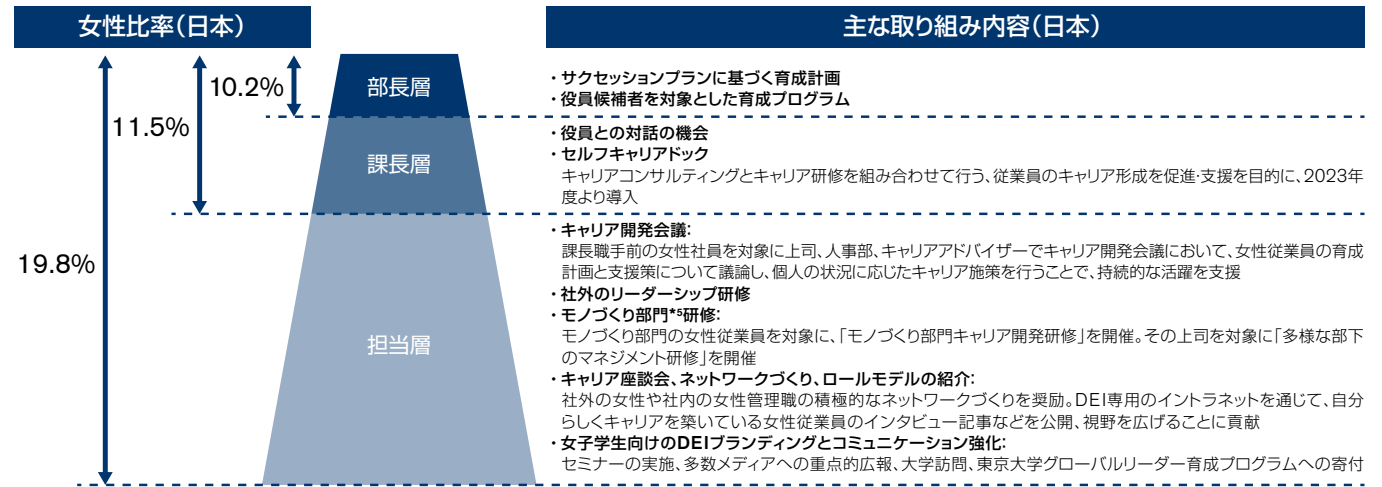 女性比率(日本)
主な取り組み内容(日本)
10.2%
11.5%
19.8%
部長層
・サクセッションプランに基づく育成計画
・役員候補者を対象とした育成プログラム
課長層
・役員との対話の機会
・セルフキャリアドック
キャリアコンサルティングとキャリア研修を組み合わせて行う、従業員のキャリア形成を促進・支援を目的に、2023年
度より導入
担当層
・キャリア開発会議:
課長職手前の女性社員を対象に上司、人事部、キャリアアドバイザーでキャリア開発会議において、女性従業員の育成
計画と支援策について議論し、個人の状況に応じたキャリア施策を行うことで、持続的な活躍を支援
・社外のリーダーシップ研修
・モノづくり部門*5研修:
モノづくり部門の女性従業員を対象に、「モノづくり部門キャリア開発研修」を開催。その上司を対象に「多様な部下
のマネジメント研修」を開催
・キャリア座談会、ネットワークづくり、ロールモデルの紹介:
社外の女性や社内の女性管理職の積極的なネットワークづくりを奨励。DEI専用のイントラネットを通じて、自分
らしくキャリアを築いている女性従業員のインタビュー記事などを公開、視野を広げることに貢献
・女子学生向けのDEIブランディングとコミュニケーション強化:
セミナーの実施、多数メディアへの重点的広報、大学訪問、東京大学グローバルリーダー育成プログラムへの寄付